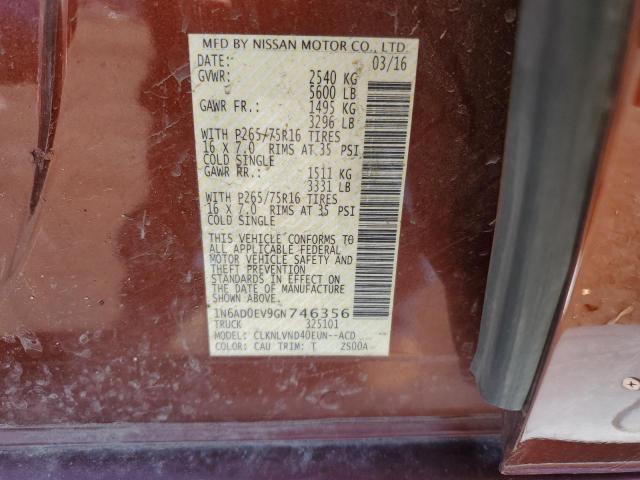 MFD BY NISSAN MOTOR CO., LTD
DATE: 03/16
GVWR: 2540 KG
5600 LB
GAWR FR.: 1495 KG
3296 LB
WITH P265/75R16 TIRES
16 X 7.0 RIMS AT 35 PSI
COLD SINGLE
GAWR RR.: 1511 KG
3331 LB
WITH P265/75R16 TIRES
16 X 7.0 RIMS AT 35 PSI
COLD SINGLE
THIS VEHICLE CONFORMS TO
ALL APPLICABLE FEDERAL
MOTOR VEHICLE SAFETY AND
THEFT PREVENTION
STANDARDS IN EFFECT ON
THE DATE OF MANUFACTURE
SHOWN ABOVE.
1N6AD0EV9GN746356
TRUCK 325101
MODEL: CLKNLVND40EUN--ACD
COLOR: CAU TRIM: T ZS00A